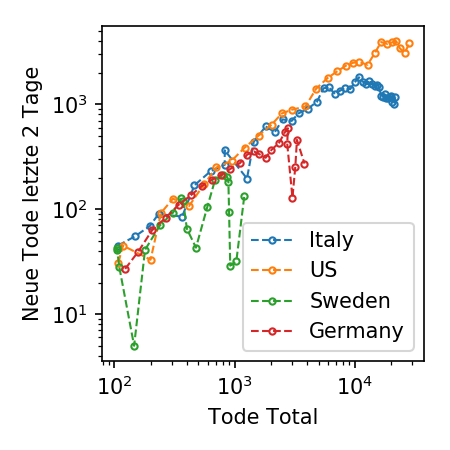 Neue Tode letzte 2 Tage
10³
10²
10¹
Italy
US
Sweden
Germany
10² 10³ 10⁴
Tode Total